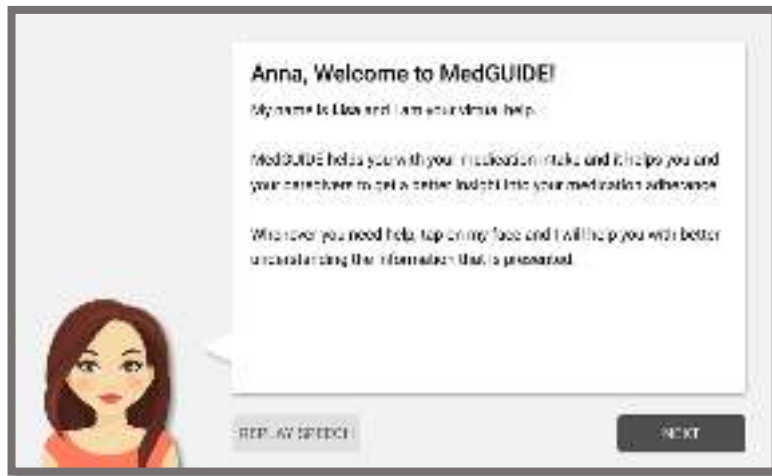 Anna, Welcome to MedGUIDE!
My name is Lisa and I am your virtual help.
MedGUIDE helps you with your medication intake and it helps you and
your caregivers to get a better insight into your medication adherance
Whenever you need help, tap on my face and I will help you with better
understanding the information that is presented.
REPLAY SPEECH
NEXT